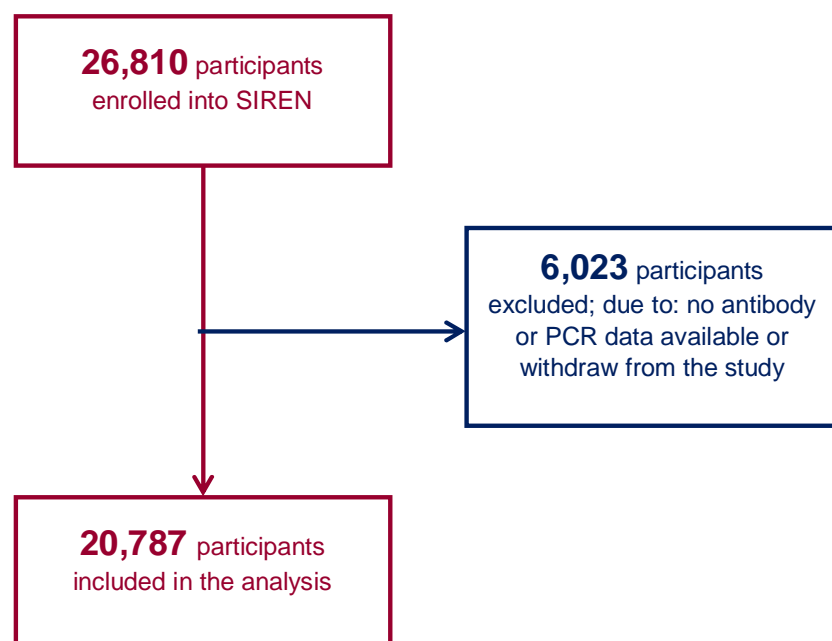 26,810 participants
enrolled into SIREN
6,023 participants
excluded; due to: no antibody
or PCR data available or
withdraw from the study
20,787 participants
included in the analysis